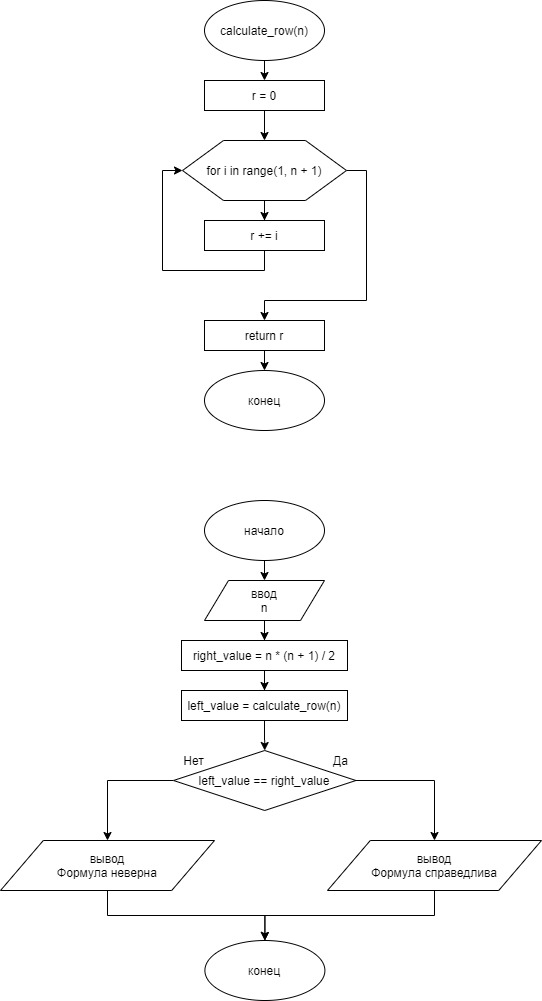 calculate_row(n)
r = 0
for i in range(1, n + 1)
r += i
return r
конец
начало
ввод
n
right_value = n * (n + 1) / 2
left_value = calculate_row(n)
Нет
Да
left_value == right_value
вывод
Формула неверна
вывод
Формула справедлива
конец